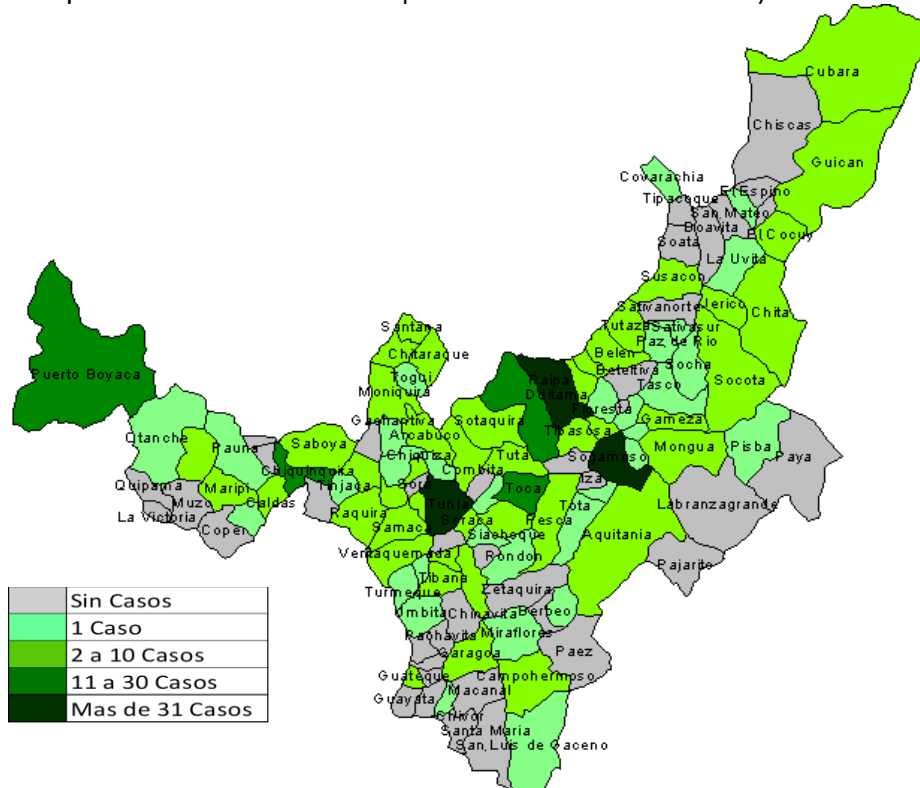 Cubara
Chiscas
Guican
Covarachia
El Espino
Tipacoque
San Mateo
Boavita
El Cocuy
Soata
La Uvita
Susacon
Jerico
Chita
Sativanorte
Sativasur
Tutaza
Paz de Rio
Santana
Belen
Socha
Chitaraque
Puerto Boyaca
Paipa
Beteitiva
Togui
Tasco
Socota
Duitama
Moniquira
Floresta
Gachantiva
Sotaquira
Gameza
Arcabuco
Tibasosa
Otanche
Saboya
Mongua
Pisba
Pauna
Tuta
Paya
Chiquiza
Sogamoso
Chiquinquira
Combita
Iza
Quipama
Maripi
Tinjaca
Sora
Toca
Muzo
Caldas
Tota
Labranzagrande
La Victoria
Raquira
Tunja
Soraca
Pesca
Coper
Samaca
Siachoque
Aquitania
Ventaquemada
Rondon
Pajarito
Tibana
Turmeque
Zetaquira
Umbita
Chinavita
Berbeo
Pachavita
Miraflores
Garagoa
Paez
Guateque
Campohermoso
Macanal
Guayata
Chivor
Santa Maria
San Luis de Gaceno
Sin Casos
1 Caso
2 a 10 Casos
11 a 30 Casos
Mas de 31 Casos